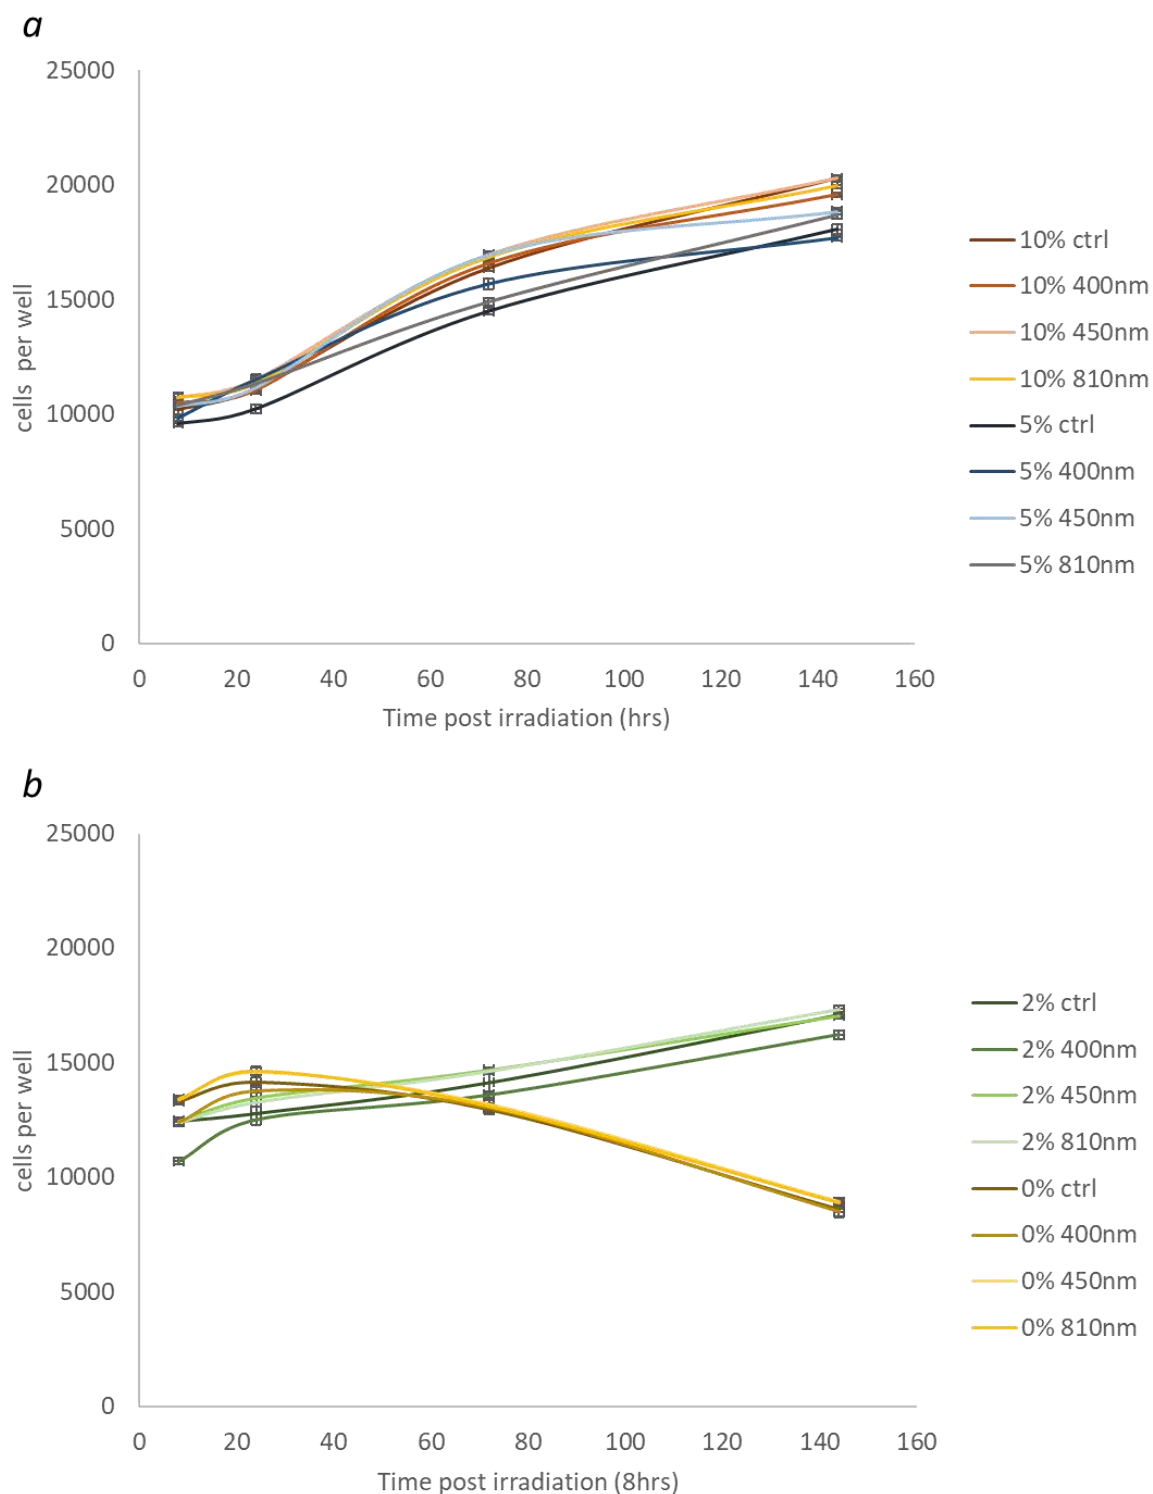 a
25000
20000
15000
10000
5000
0
cells per well
0 20 40 60 80 100 120 140 160
Time post irradiation (hrs)
10% ctrl
10% 400nm
10% 450nm
10% 810nm
5% ctrl
5% 400nm
5% 450nm
5% 810nm
b
25000
20000
15000
10000
5000
0
cells per well
0 20 40 60 80 100 120 140 160
Time post irradiation (8hrs)
2% ctrl
2% 400nm
2% 450nm
2% 810nm
0% ctrl
0% 400nm
0% 450nm
0% 810nm